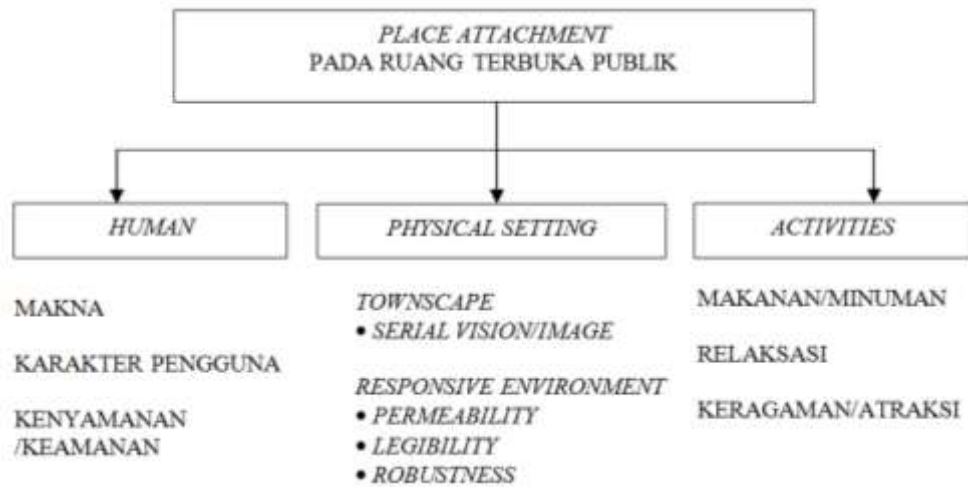 PLACE ATTACHMENT
PADA RUANG TERBUKA PUBLIK
HUMAN
MAKNA
KARAKTER PENGGUNA
KENYAMANAN
/KEAMANAN
PHYSICAL SETTING
TOWNSCAPE
• SERIAL VISION/IMAGE
RESPONSIVE ENVIRONMENT
• PERMEABILITY
• LEGIBILITY
• ROBUSTNESS
ACTIVITIES
MAKANAN/MINUMAN
RELAKSASI
KERAGAMAN/ATRAKSI